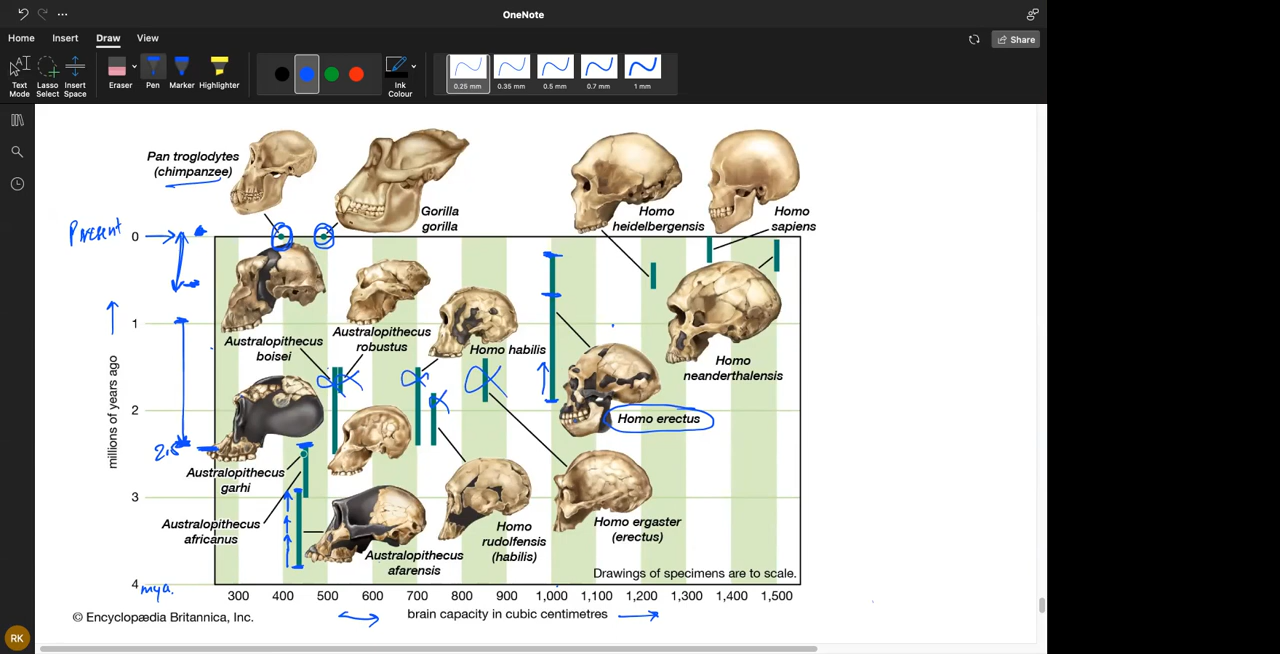 OneNote
Home Insert Draw View
Share
Text Mode
Lasso Select
Insert Space
Eraser
Pen
Marker
Highlighter
Ink Colour
0.25 mm 0.35 mm 0.5 mm 0.7 mm 1 mm
Pan troglodytes
(chimpanzee)
Gorilla
gorilla
Homo
heidelbergensis
Homo
sapiens
Present
0
Australopithecus
boisei
Australopithecus
robustus
Homo habilis
Homo
neanderthalensis
1
millions of years ago
2
Homo erectus
2.5
Australopithecus
garhi
3
Australopithecus
africanus
Australopithecus
afarensis
Homo
rudolfensis
(habilis)
Homo ergaster
(erectus)
Drawings of specimens are to scale.
4
mya.
300 400 500 600 700 800 900 1,000 1,100 1,200 1,300 1,400 1,500
brain capacity in cubic centimetres
© Encyclopædia Britannica, Inc.
RK